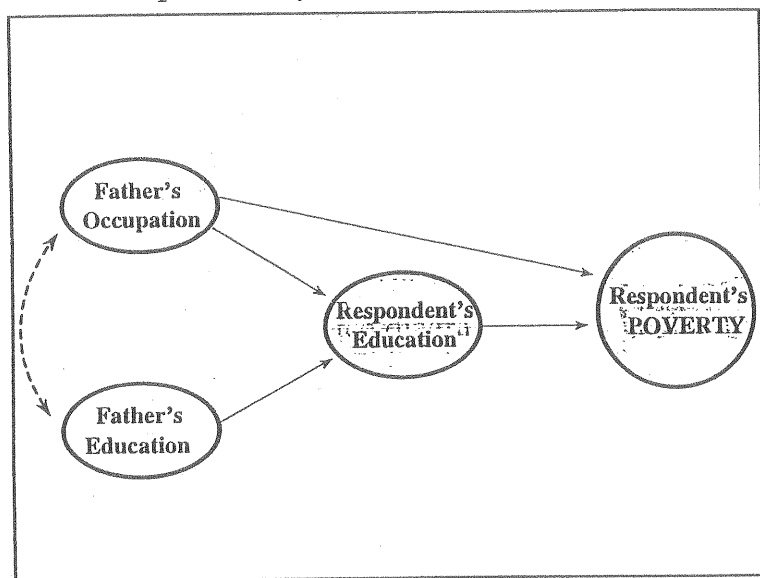 Father's
Occupation
Respondent's
Education
Respondent's
POVERTY
Father's
Education